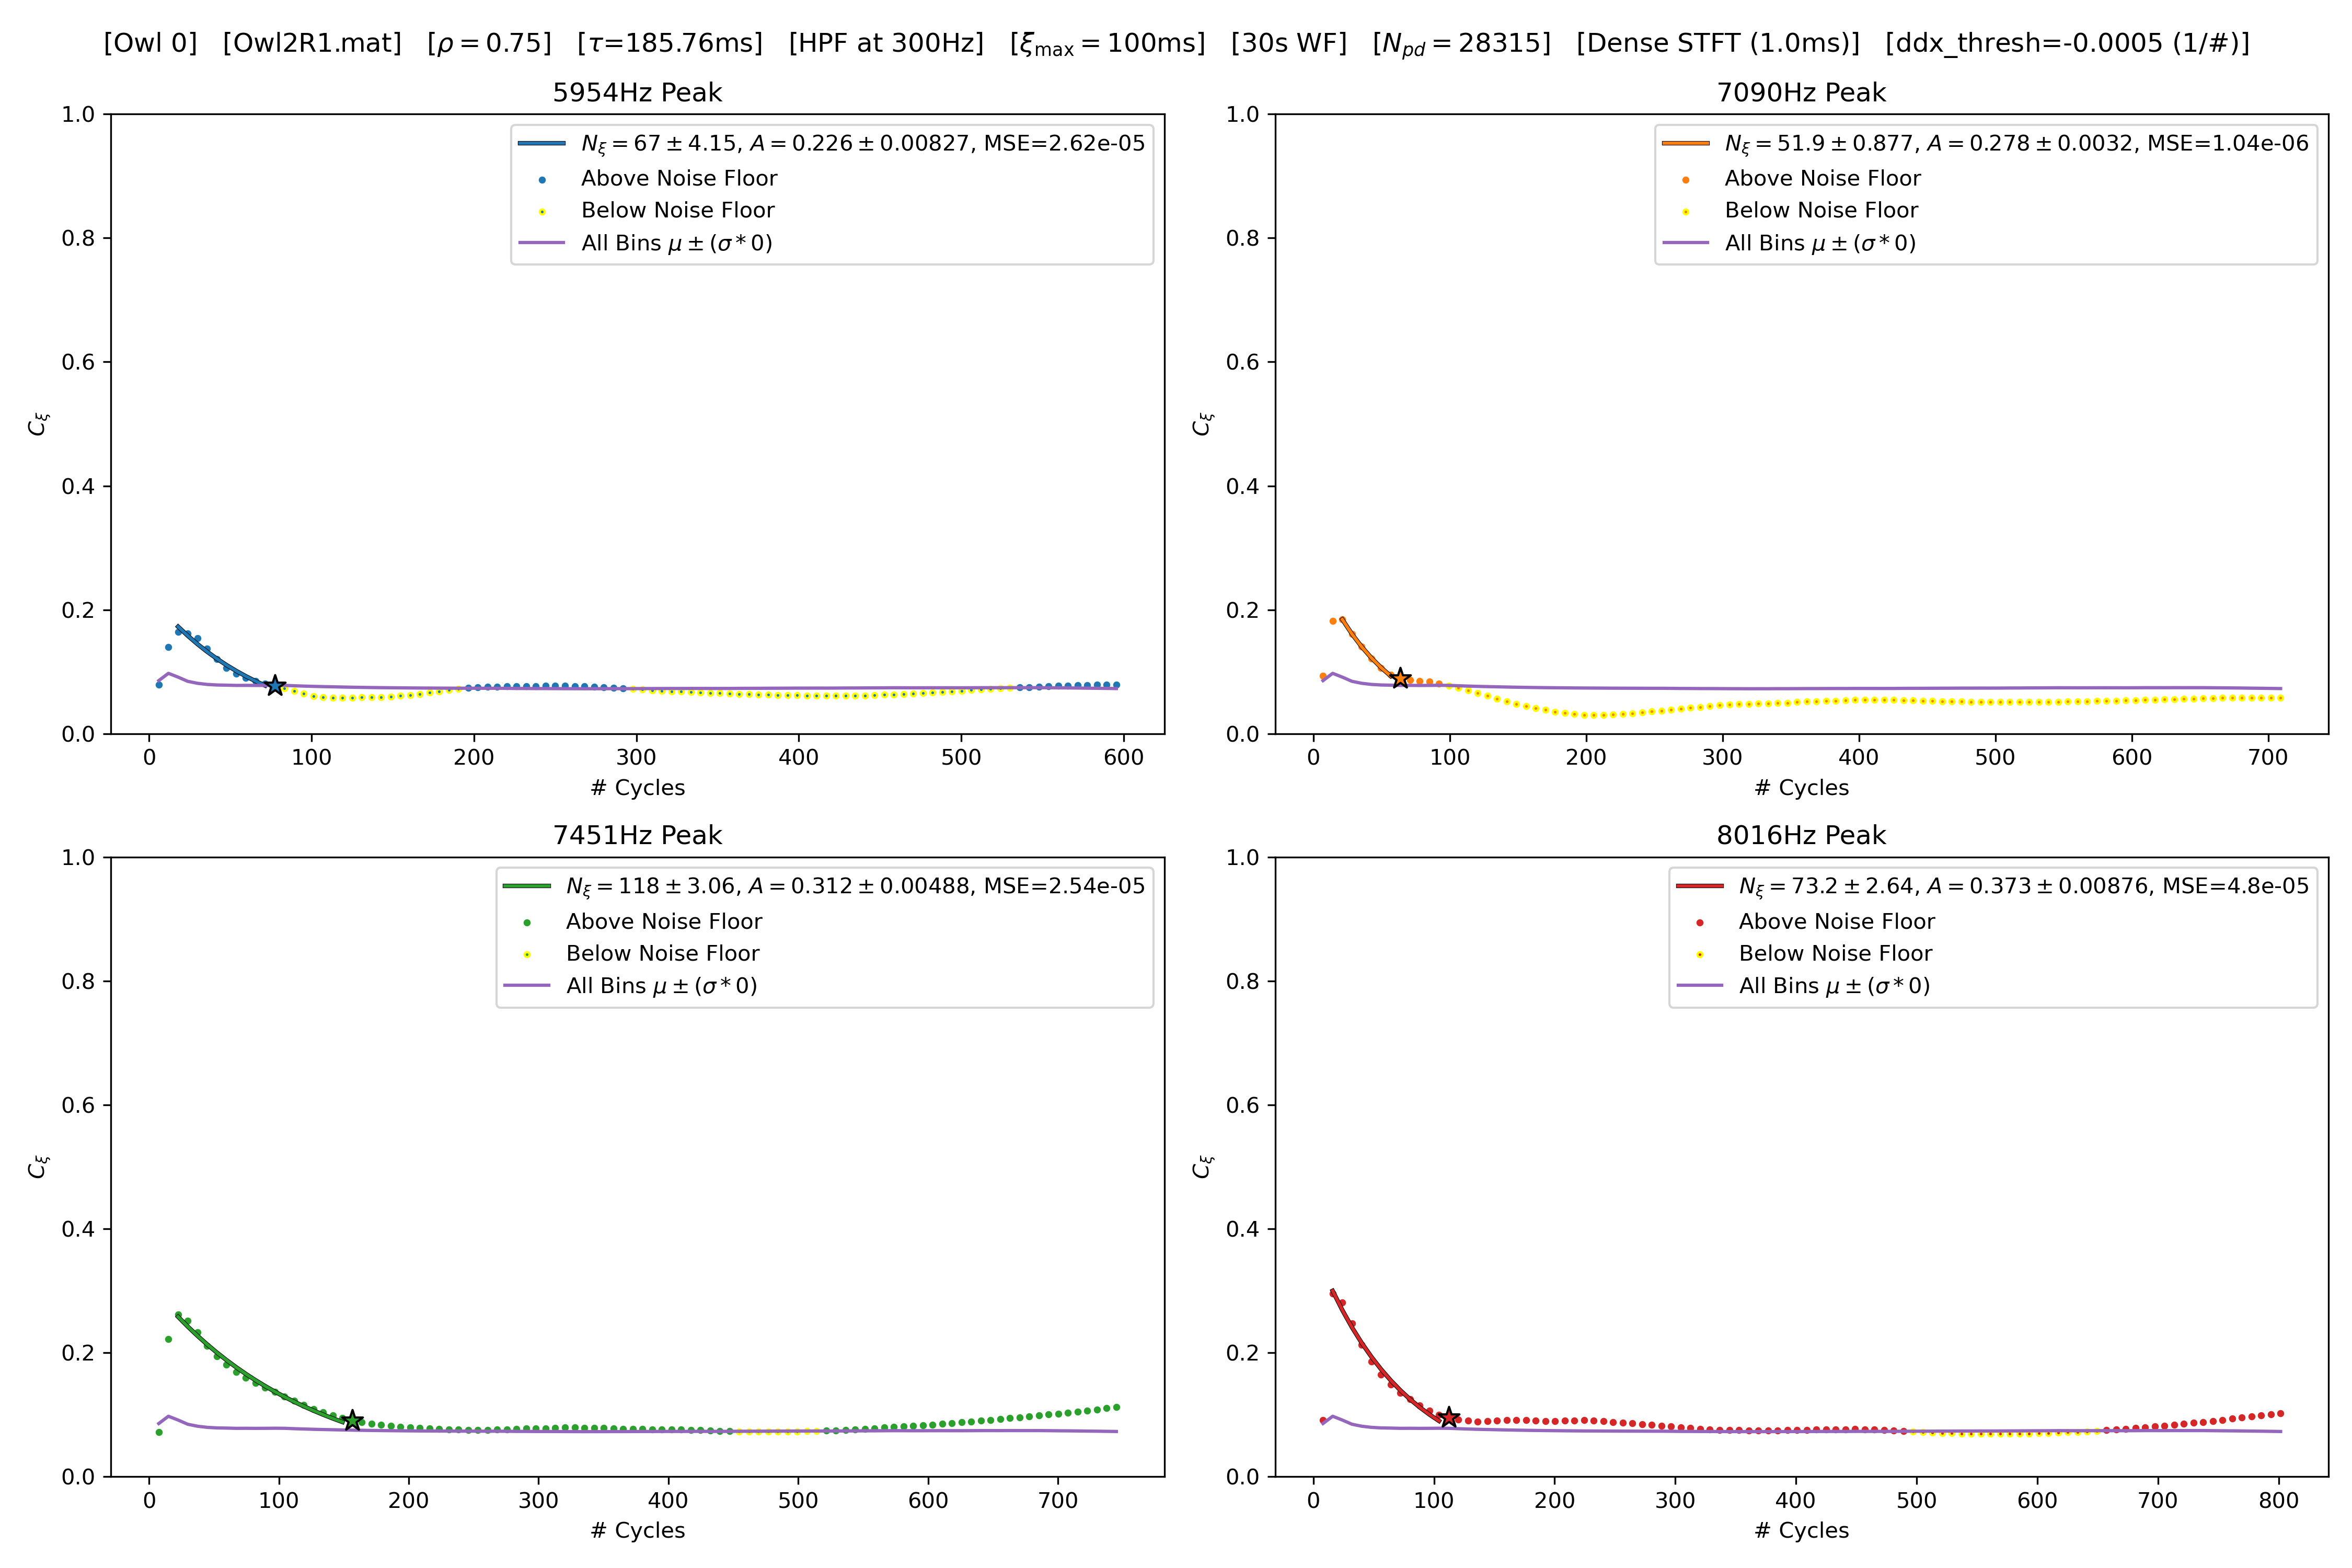 [Owl 0] [Owl2R1.mat] [ρ = 0.75] [τ=185.76ms] [HPF at 300Hz] [ξmax = 100ms] [30s WF] [Npd = 28315] [Dense STFT (1.0ms)] [ddx_thresh=-0.0005 (1/#)]
5954Hz Peak
Nξ = 67 ± 4.15, A = 0.226 ± 0.00827, MSE=2.62e-05
Above Noise Floor
Below Noise Floor
All Bins μ ± (σ * 0)
1.0
0.8
0.6
0.4
0.2
0.0
Cξ
0 100 200 300 400 500 600
# Cycles
7090Hz Peak
Nξ = 51.9 ± 0.877, A = 0.278 ± 0.0032, MSE=1.04e-06
Above Noise Floor
Below Noise Floor
All Bins μ ± (σ * 0)
1.0
0.8
0.6
0.4
0.2
0.0
Cξ
0 100 200 300 400 500 600 700
# Cycles
7451Hz Peak
Nξ = 118 ± 3.06, A = 0.312 ± 0.00488, MSE=2.54e-05
Above Noise Floor
Below Noise Floor
All Bins μ ± (σ * 0)
1.0
0.8
0.6
0.4
0.2
0.0
Cξ
0 100 200 300 400 500 600 700
# Cycles
8016Hz Peak
Nξ = 73.2 ± 2.64, A = 0.373 ± 0.00876, MSE=4.8e-05
Above Noise Floor
Below Noise Floor
All Bins μ ± (σ * 0)
1.0
0.8
0.6
0.4
0.2
0.0
Cξ
0 100 200 300 400 500 600 700 800
# Cycles